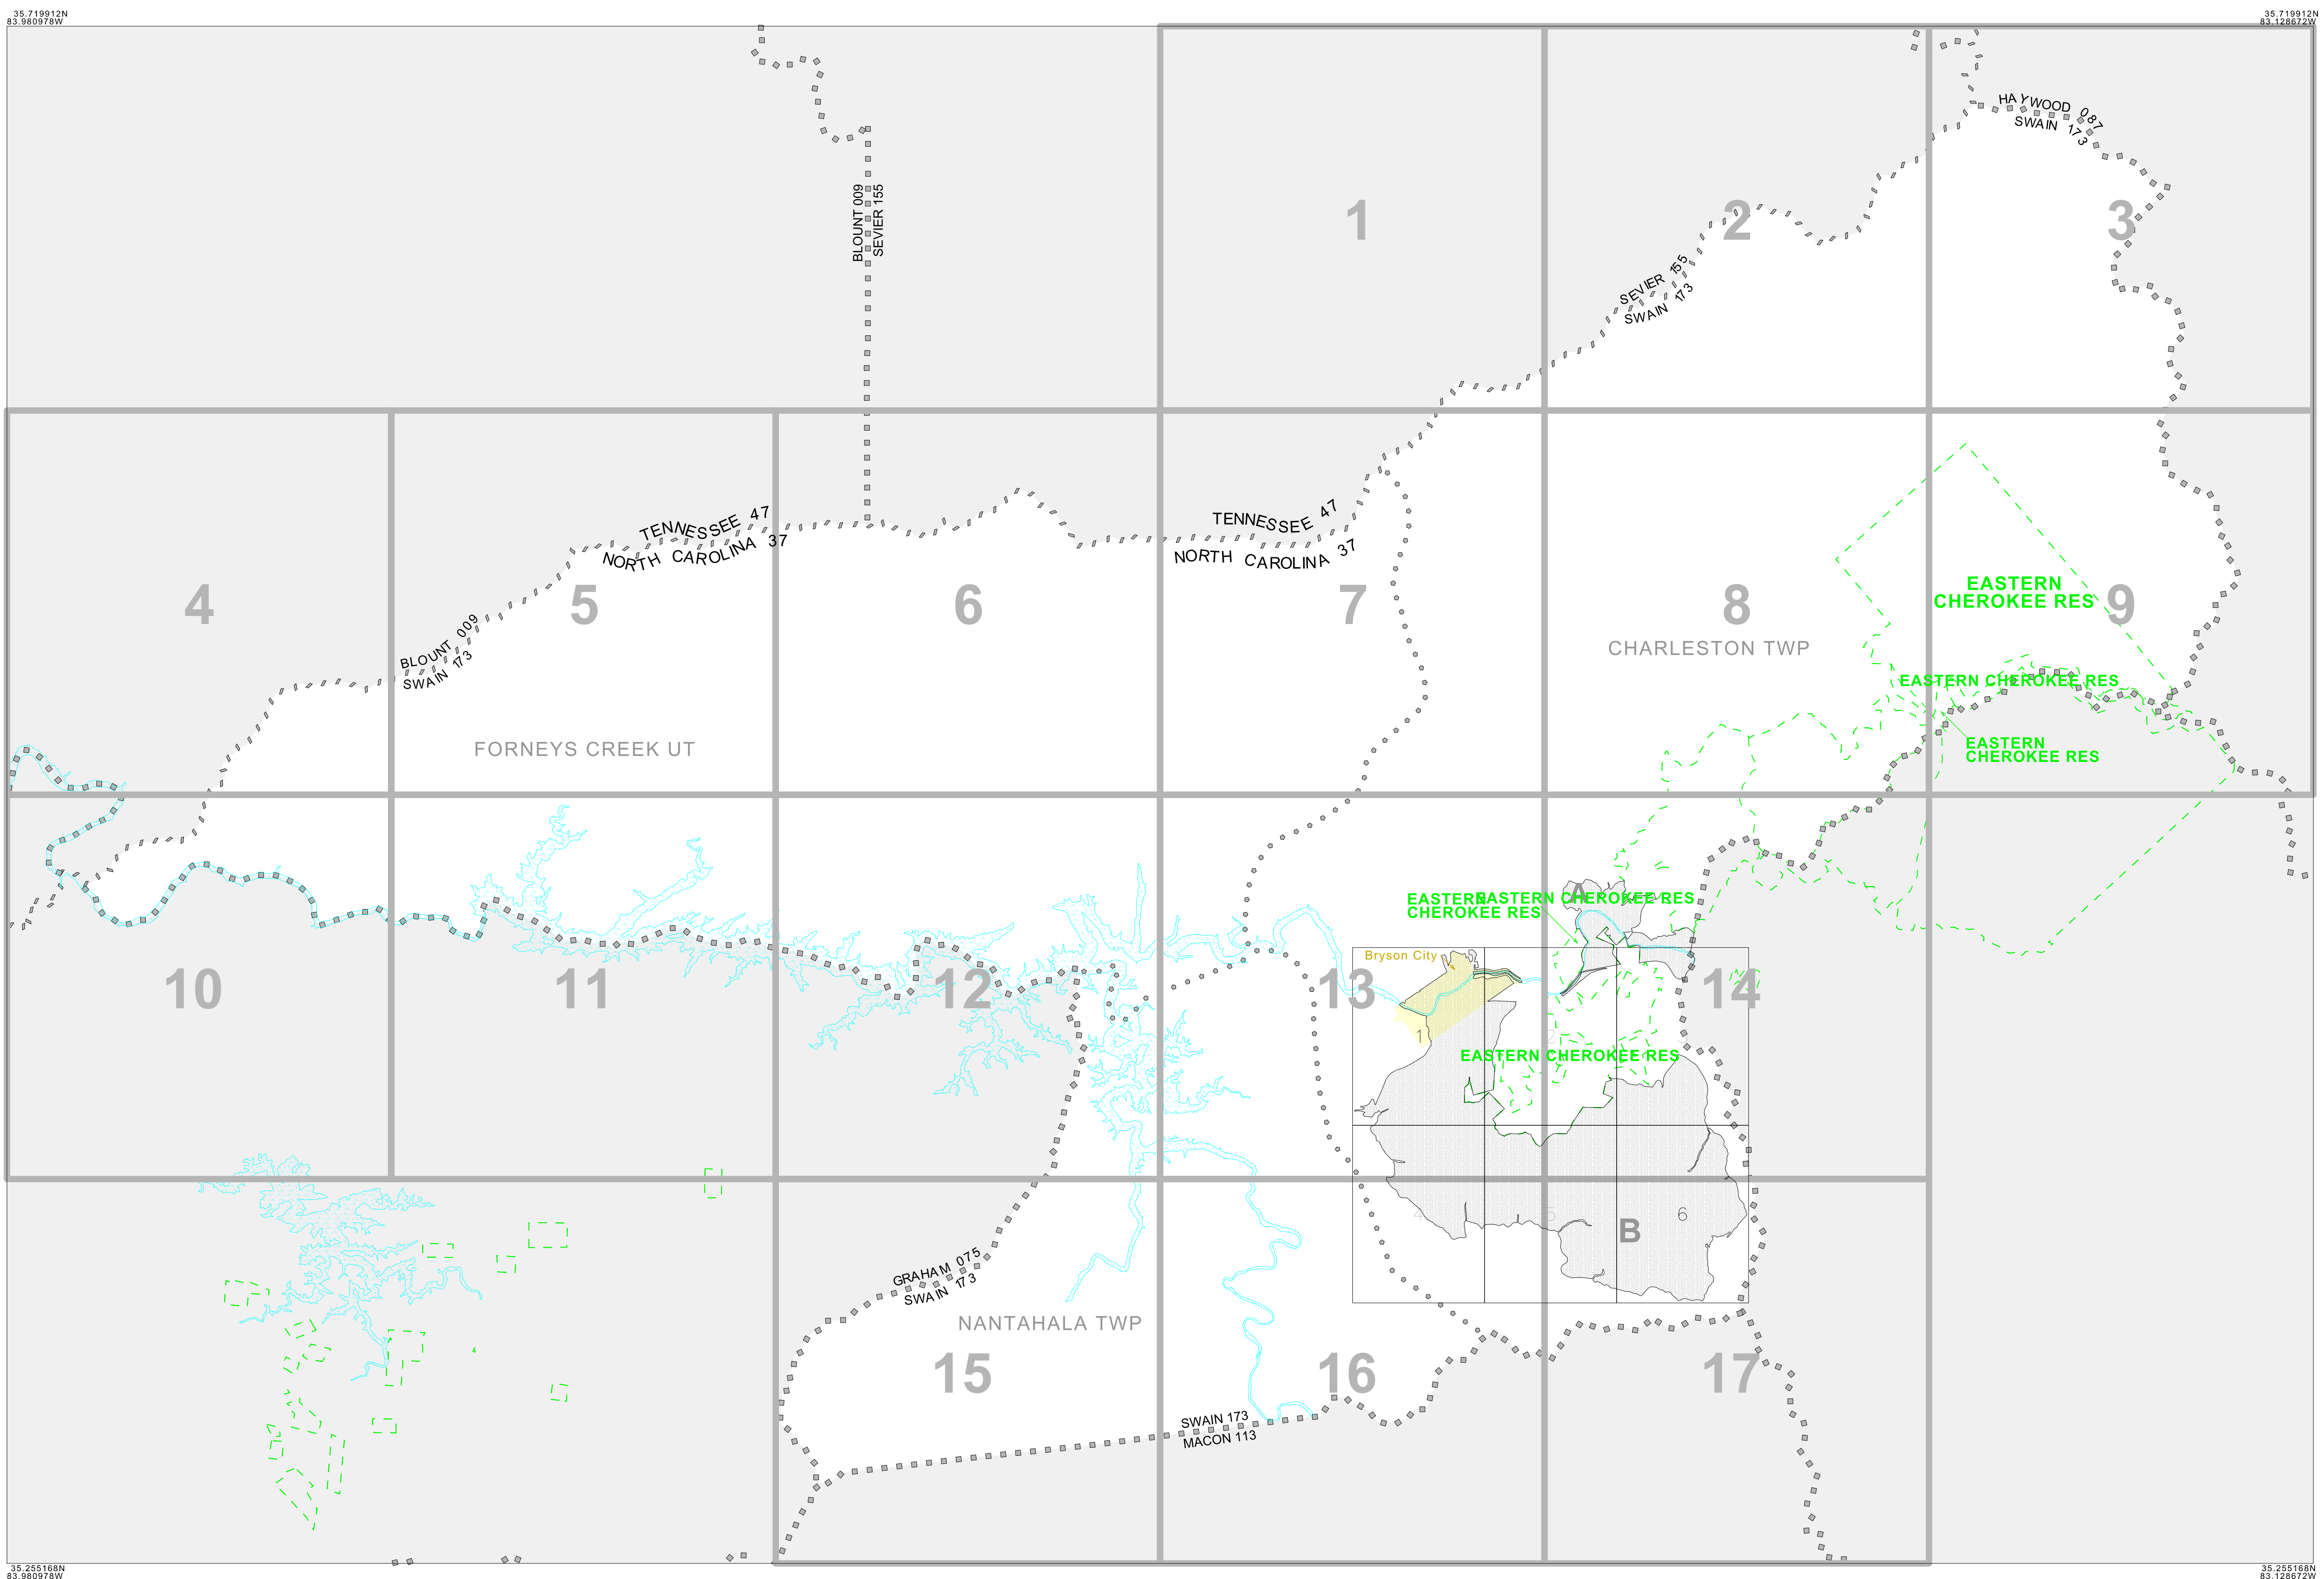 35.719912N
83.980978W
35.719912N
83.128672W
HAYWOOD 087
SWAIN 173
BLOUNT 009
SEVIER 155
1
2
3
SEVIER 155
SWAIN 173
TENNESSEE 47
NORTH CAROLINA 37
TENNESSEE 47
NORTH CAROLINA 37
4
5
6
7
8
9
EASTERN
CHEROKEE RES
BLOUNT 009
SWAIN 173
CHARLESTON TWP
EASTERN CHEROKEE RES
FORNEYS CREEK UT
EASTERN
CHEROKEE RES
A
EASTERN
CHEROKEE RES
EASTERN CHEROKEE RES
Bryson City
10
11
12
13
14
1
2
EASTERN CHEROKEE RES
4
5
6
B
GRAHAM 075
SWAIN 173
NANTAHALA TWP
15
16
17
SWAIN 173
MACON 113
35.255168N
83.980978W
35.255168N
83.128672W